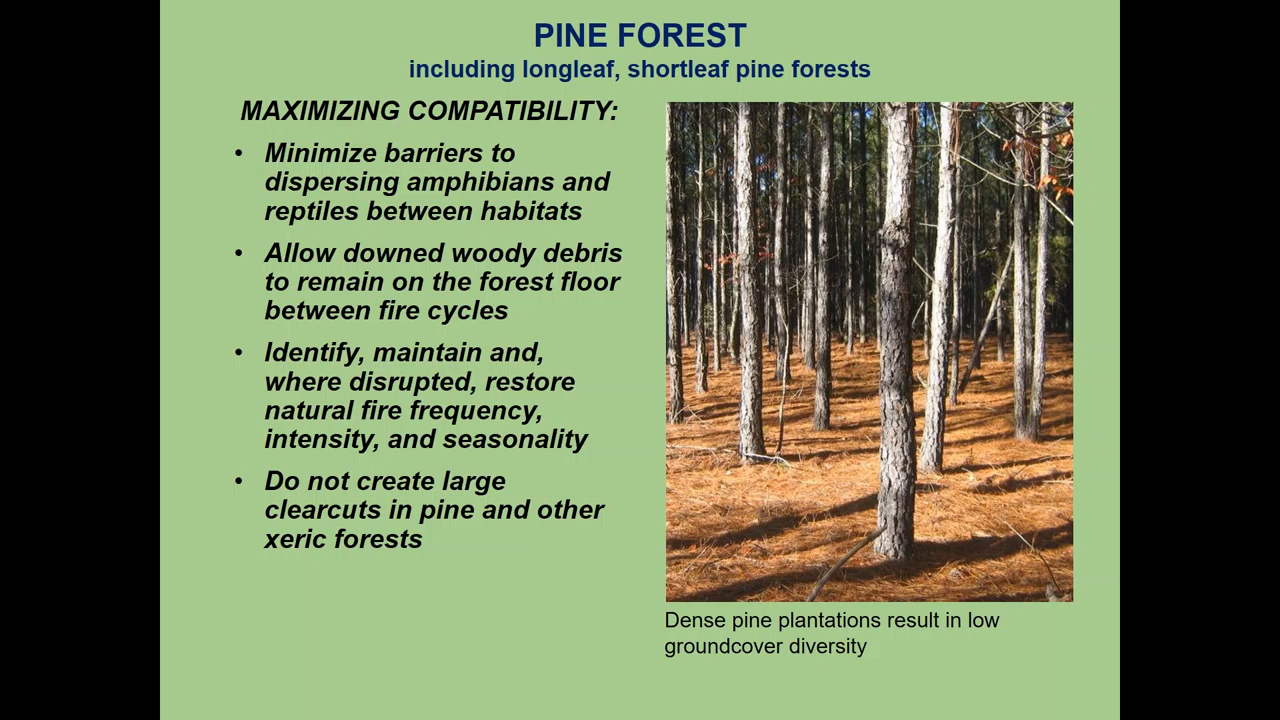 PINE FOREST
including longleaf, shortleaf pine forests
MAXIMIZING COMPATIBILITY:
• Minimize barriers to
dispersing amphibians and
reptiles between habitats
• Allow downed woody debris
to remain on the forest floor
between fire cycles
• Identify, maintain and,
where disrupted, restore
natural fire frequency,
intensity, and seasonality
• Do not create large
clearcuts in pine and other
xeric forests
Dense pine plantations result in low
groundcover diversity